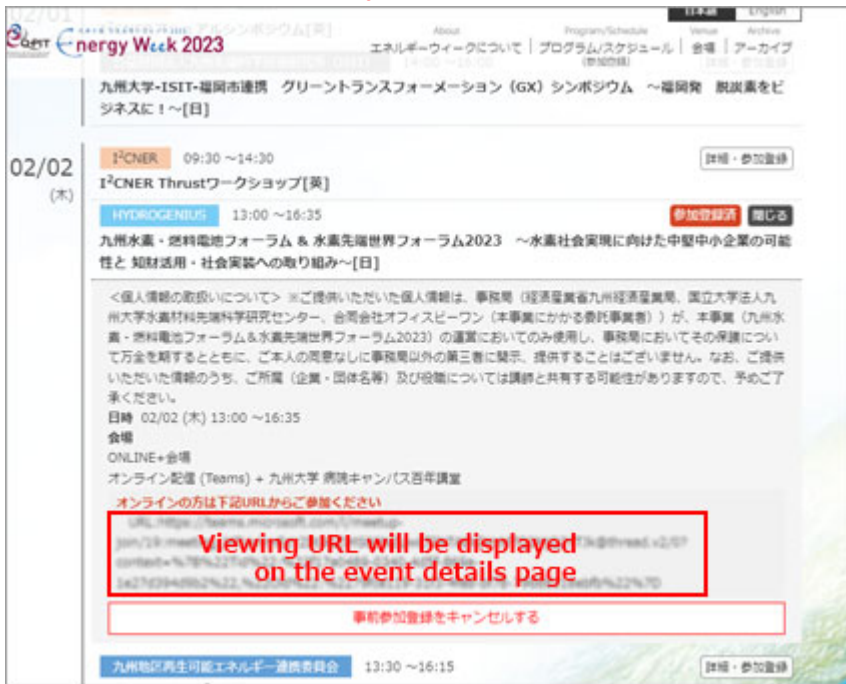 02/01
日本語 English
Q-PIT Energy Week 2023
About Program/Schedule Venue Archive
エネルギーウィークについて | プログラム/スケジュール | 会場 | アーカイブ
(参加登録)
九州大学-ISIT-福岡市連携 グリーントランスフォーメーション（GX）シンポジウム ～福岡発 脱炭素をビ
ジネスに！～[日]
02/02
(木)
I²CNER 09:30 ～14:30 詳細・参加登録
I²CNER Thrustワークショップ[英]
HYDROGENIUS 13:00 ～16:35 参加登録済 閉じる
九州水素・燃料電池フォーラム & 水素先端世界フォーラム2023 ～水素社会実現に向けた中堅中小企業の可能
性と 知財活用・社会実装への取り組み～[日]
＜個人情報の取扱いについて＞ ※ご提供いただいた個人情報は、事務局（経済産業省九州経済産業局、国立大学法人九
州大学水素材料先端科学研究センター、合同会社オフィスビーワン（本事業にかかる委託事業者））が、本事業（九州水
素・燃料電池フォーラム&水素先端世界フォーラム2023）の運営においてのみ使用し、事務局においてその保護につい
て万全を期するとともに、ご本人の同意なしに事務局以外の第三者に開示、提供することはございません。なお、ご提供
いただいた情報のうち、ご所属（企業・団体名等）及び役職については講師と共有する可能性がありますので、予めご了
承ください。
日時 02/02 (木) 13:00 ～16:35
会場
ONLINE+会場
オンライン配信 (Teams) + 九州大学 病院キャンパス百年講堂
オンラインの方は下記URLからご参加ください
Viewing URL will be displayed
on the event details page
事前参加登録をキャンセルする
九州地区再生可能エネルギー連携委員会 13:30 ～16:15 詳細・参加登録